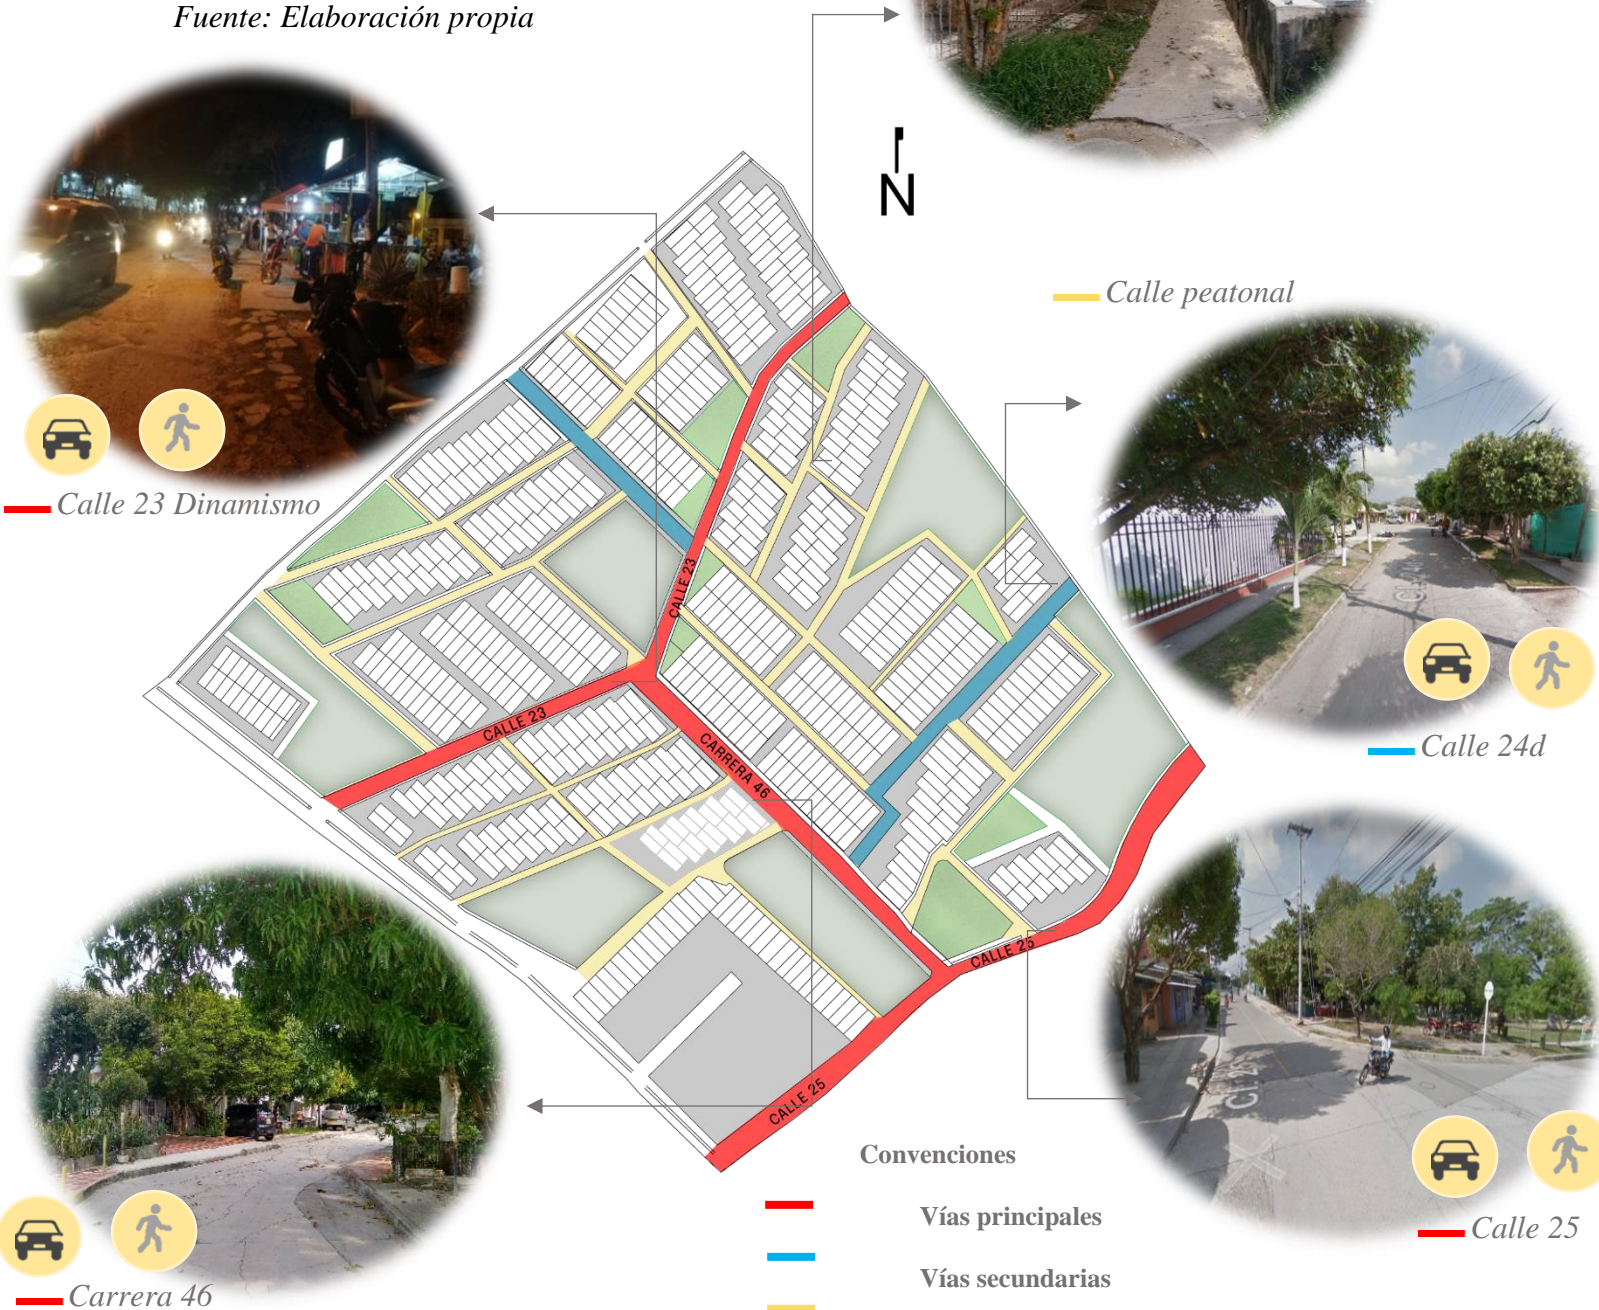 Fuente: Elaboración propia
N
Calle peatonal
Calle 23 Dinamismo
CALLE 23
CALLE 23
CARRERA 46
Calle 24d
CALLE 25
CALLE 25
Convenciones
Vías principales
Calle 25
Vías secundarias
Carrera 46